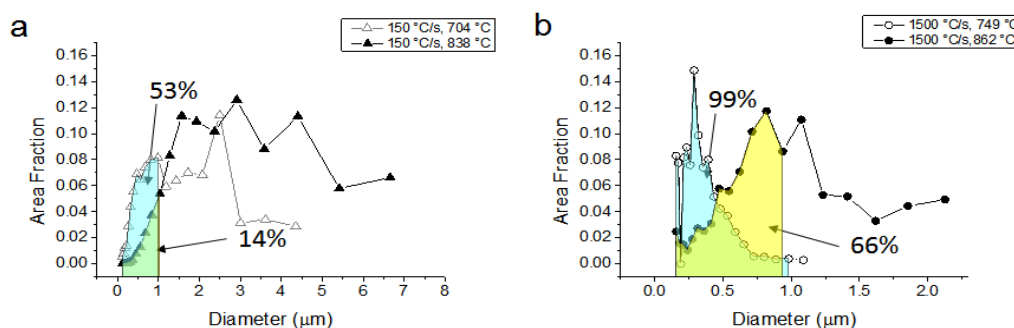 a
150 °C/s, 704 °C
150 °C/s, 838 °C
Area Fraction
0.16
0.14
0.12
0.10
0.08
0.06
0.04
0.02
0.00
53%
14%
0 1 2 3 4 5 6 7 8
Diameter (μm)
b
1500 °C/s, 749 °C
1500 °C/s, 862 °C
Area Fraction
0.16
0.14
0.12
0.10
0.08
0.06
0.04
0.02
0.00
99%
66%
0.0 0.5 1.0 1.5 2.0
Diameter (μm)